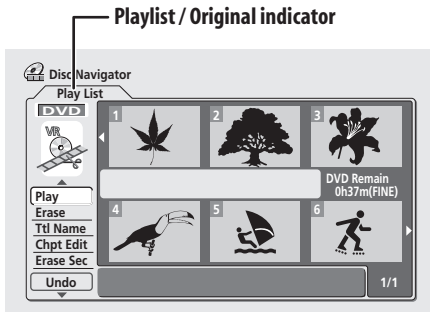 Playlist / Original indicator
Disc Navigator
Play List
DVD
VR
1
2
3
DVD Remain
0h37m(FINE)
Play
Erase
Ttl Name
Chpt Edit
Erase Sec
Undo
4
5
6
1/1